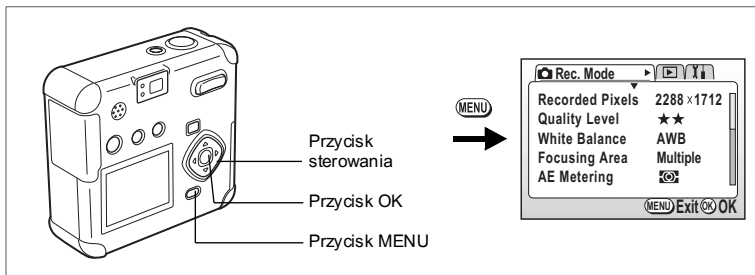 Przycisk
sterowania
Przycisk OK
Przycisk MENU
MENU
Rec. Mode
Recorded Pixels 2288×1712
Quality Level ★★
White Balance AWB
Focusing Area Multiple
AE Metering
MENU Exit OK OK